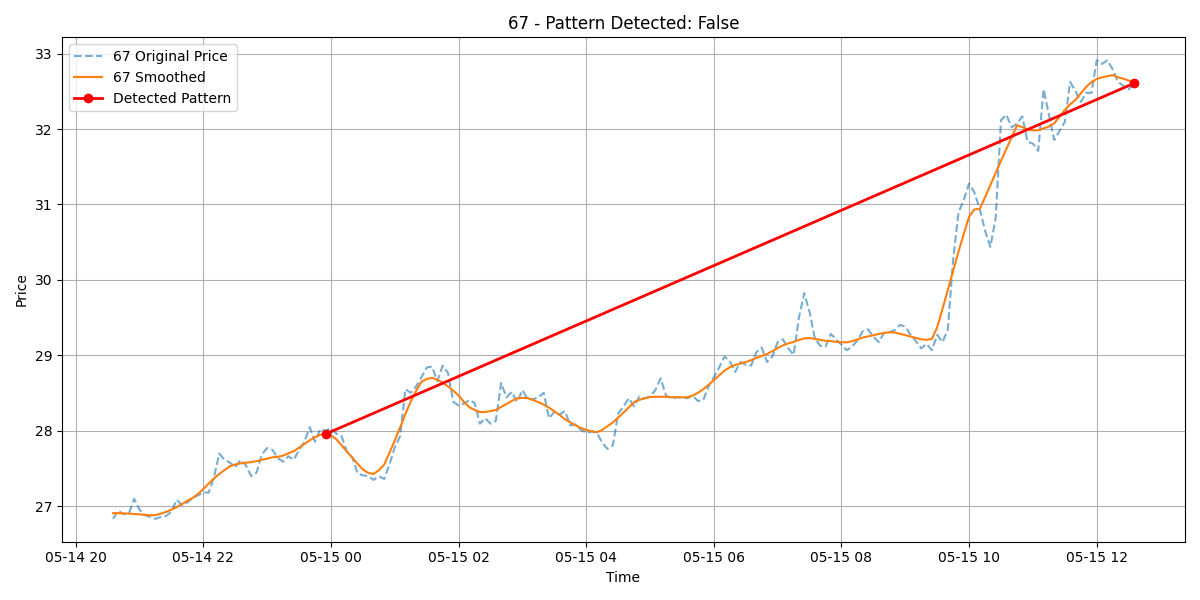 67 - Pattern Detected: False
67 Original Price
67 Smoothed
Detected Pattern
Price
33
32
31
30
29
28
27
05-14 20
05-14 22
05-15 00
05-15 02
05-15 04
05-15 06
05-15 08
05-15 10
05-15 12
Time